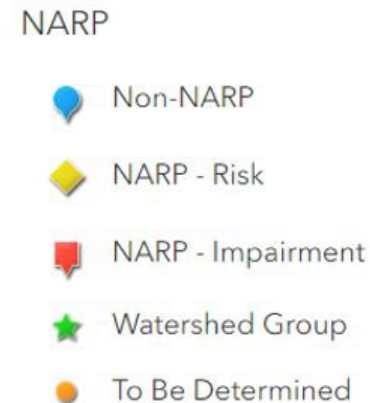 NARP
Non-NARP
NARP - Risk
NARP - Impairment
Watershed Group
To Be Determined